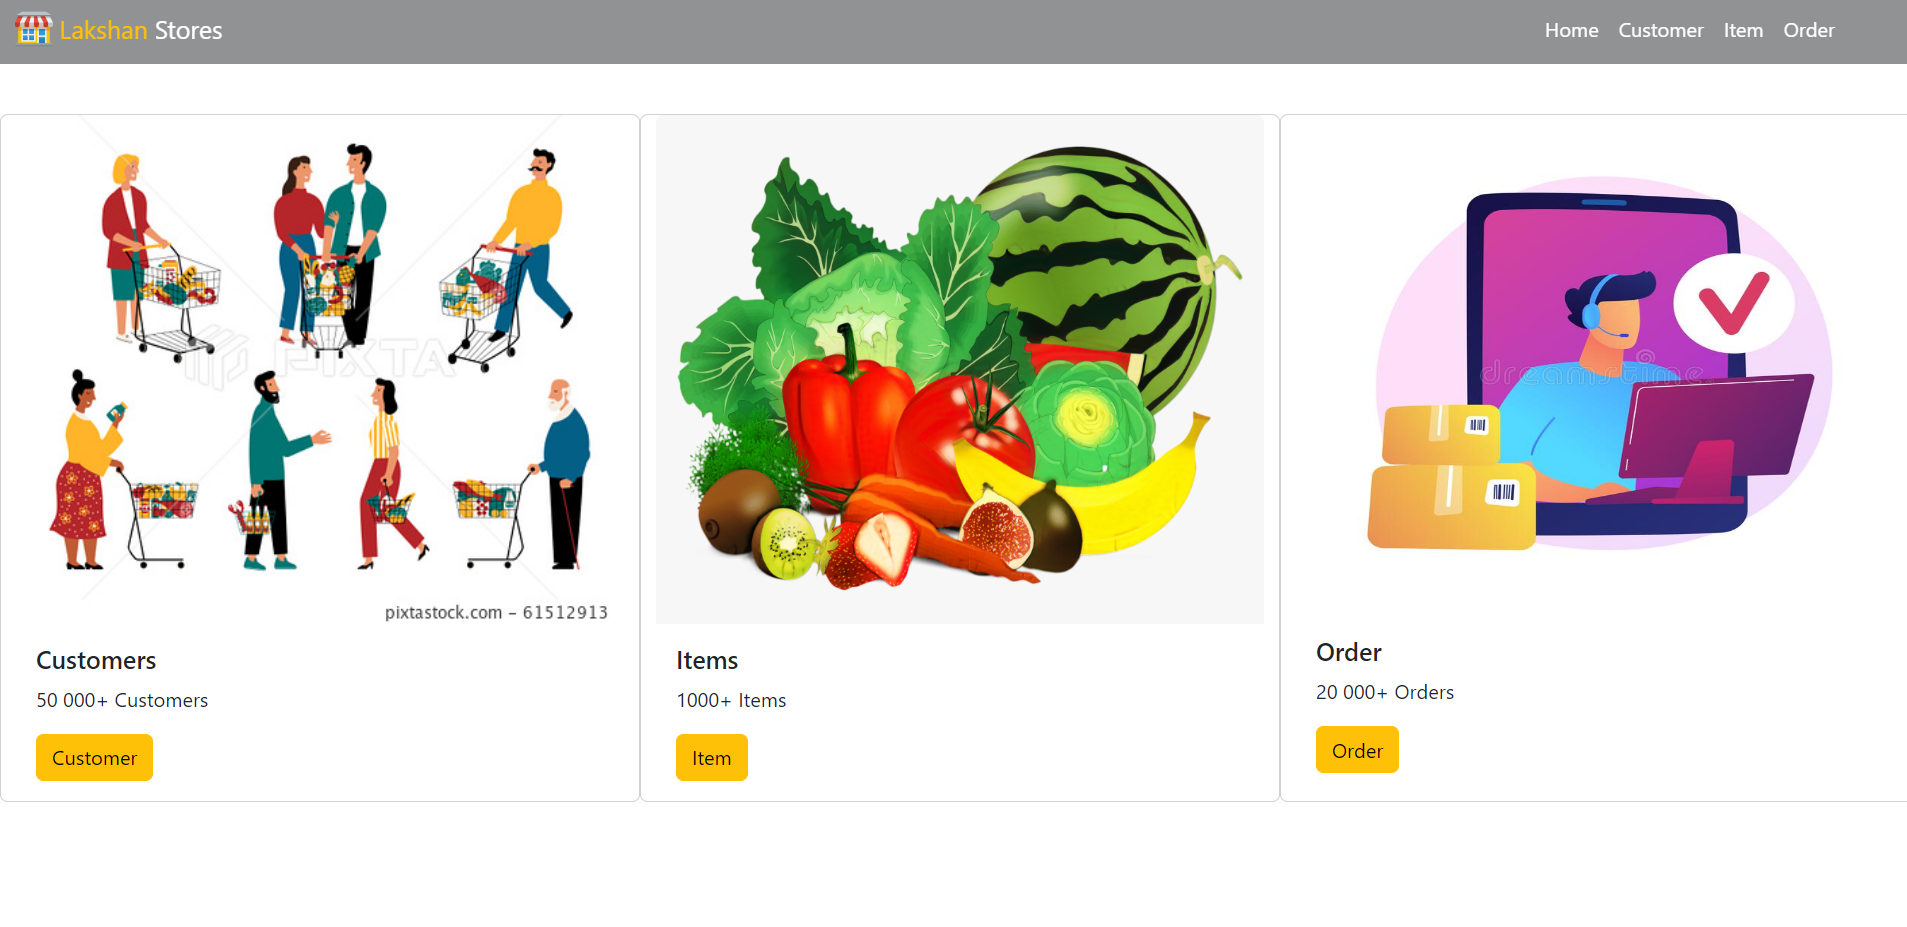 Lakshan Stores
Home Customer Item Order
PIXTA
pixtastock.com - 61512913
dreamstime
Customers
50 000+ Customers
Customer
Items
1000+ Items
Item
Order
20 000+ Orders
Order